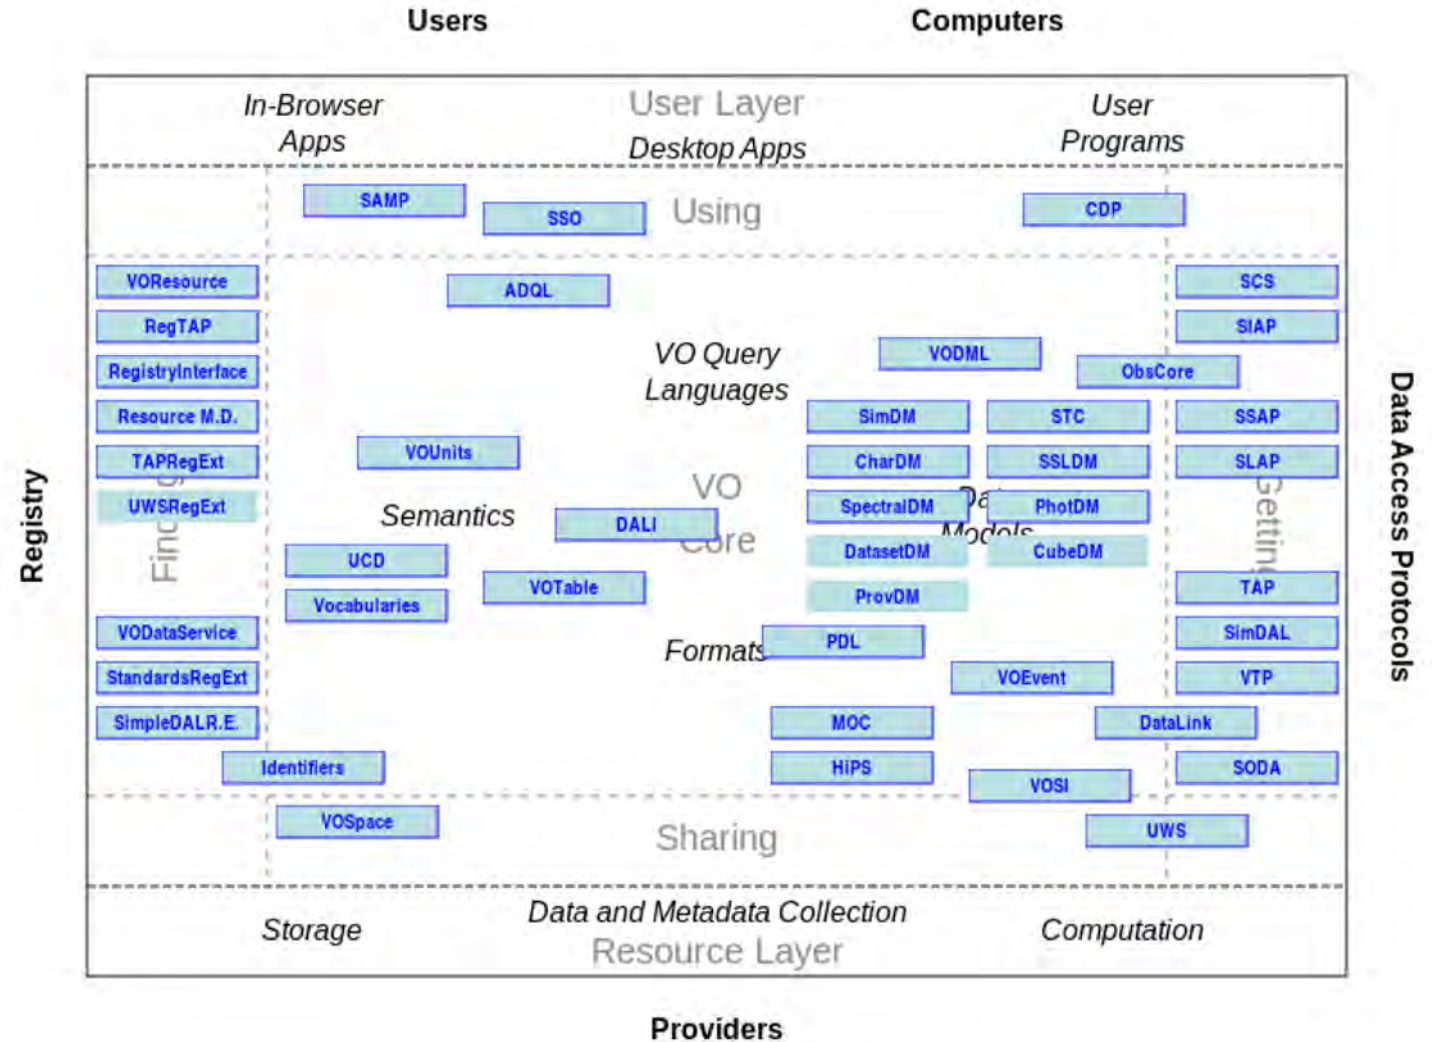 Users
Computers
In-Browser
Apps
User Layer
Desktop Apps
User
Programs
SAMP
SSO
Using
CDP
VOResource
ADQL
SCS
RegTAP
SIAP
VO Query
Languages
VODML
RegistryInterface
ObsCore
Resource M.D.
SimDM
STC
SSAP
VOUnits
TAPRegExt
CharDM
SSLDM
SLAP
VO
Core
UWSRegExt
Semantics
DALI
SpectralDM
PhotDM
Models
DatasetDM
CubeDM
UCD
VOTable
TAP
Vocabularies
ProvDM
VODataService
Formats
PDL
SimDAL
StandardsRegExt
VOEvent
VTP
SimpleDALR.E.
MOC
DataLink
Identifiers
HiPS
VOSI
SODA
VOSpace
Sharing
UWS
Storage
Data and Metadata Collection
Resource Layer
Computation
Registry
Data Access Protocols
Providers